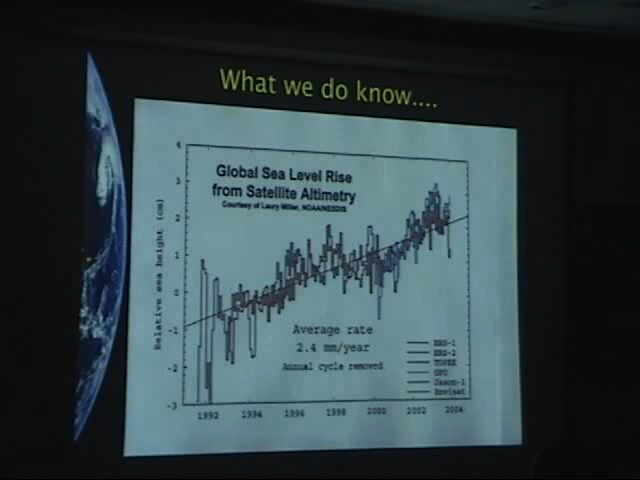 What we do know....
Global Sea Level Rise
from Satellite Altimetry
Courtesy of Laury Miller, NOAA/NESDIS
Relative sea height (cm)
4
3
2
1
0
-1
-2
-3
Average rate
2.4 mm/year
Annual cycle removed
ERS-1
ERS-2
TOPEX
GFO
Jason-1
Envisat
1992 1994 1996 1998 2000 2002 2004